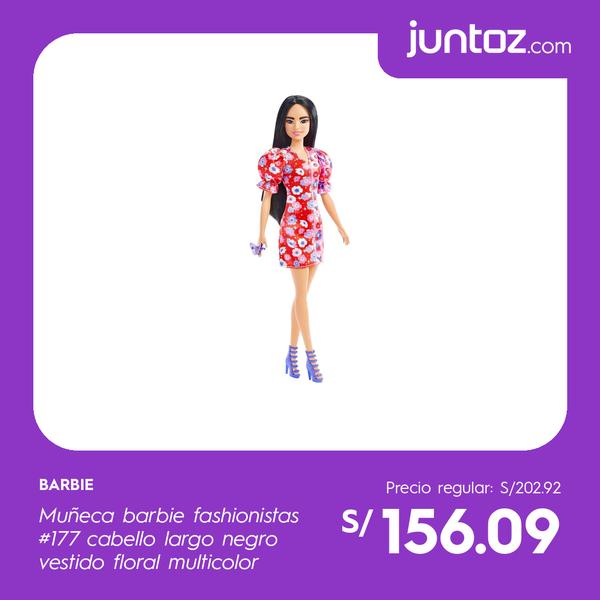 juntoz.com
BARBIE
Muñeca barbie fashionistas
#177 cabello largo negro
vestido floral multicolor
Precio regular: S/202.92
S/156.09